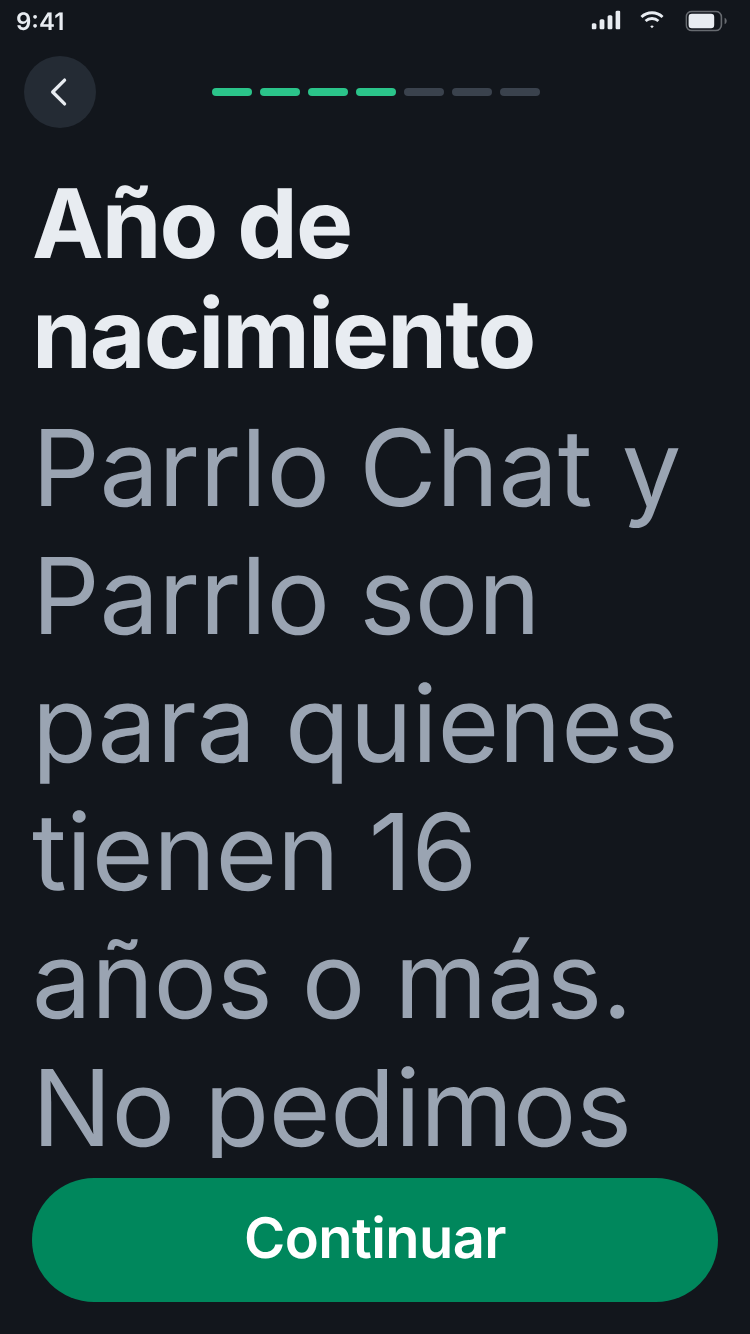 9:41
Año de
nacimiento
Parrlo Chat y
Parrlo son
para quienes
tienen 16
años o más.
No pedimos
Continuar